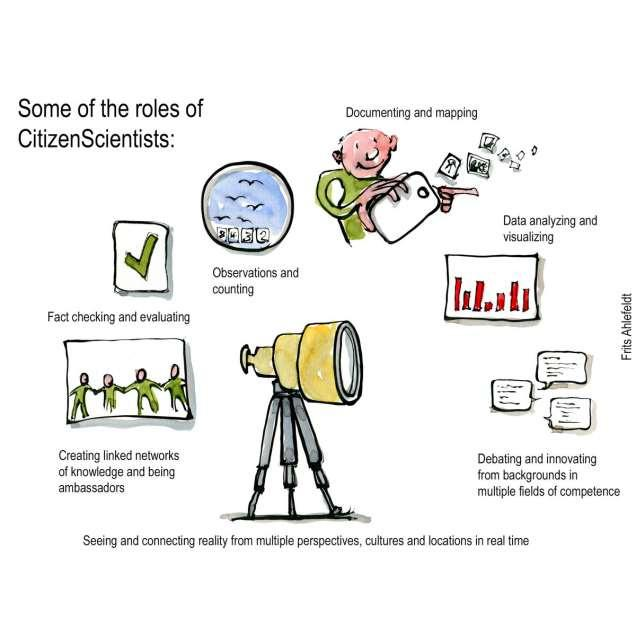 Some of the roles of
CitizenScientists:
Documenting and mapping
Data analyzing and
visualizing
Observations and
counting
Fact checking and evaluating
Creating linked networks
of knowledge and being
ambassadors
Debating and innovating
from backgrounds in
multiple fields of competence
Seeing and connecting reality from multiple perspectives, cultures and locations in real time
Frits Ahlefeldt